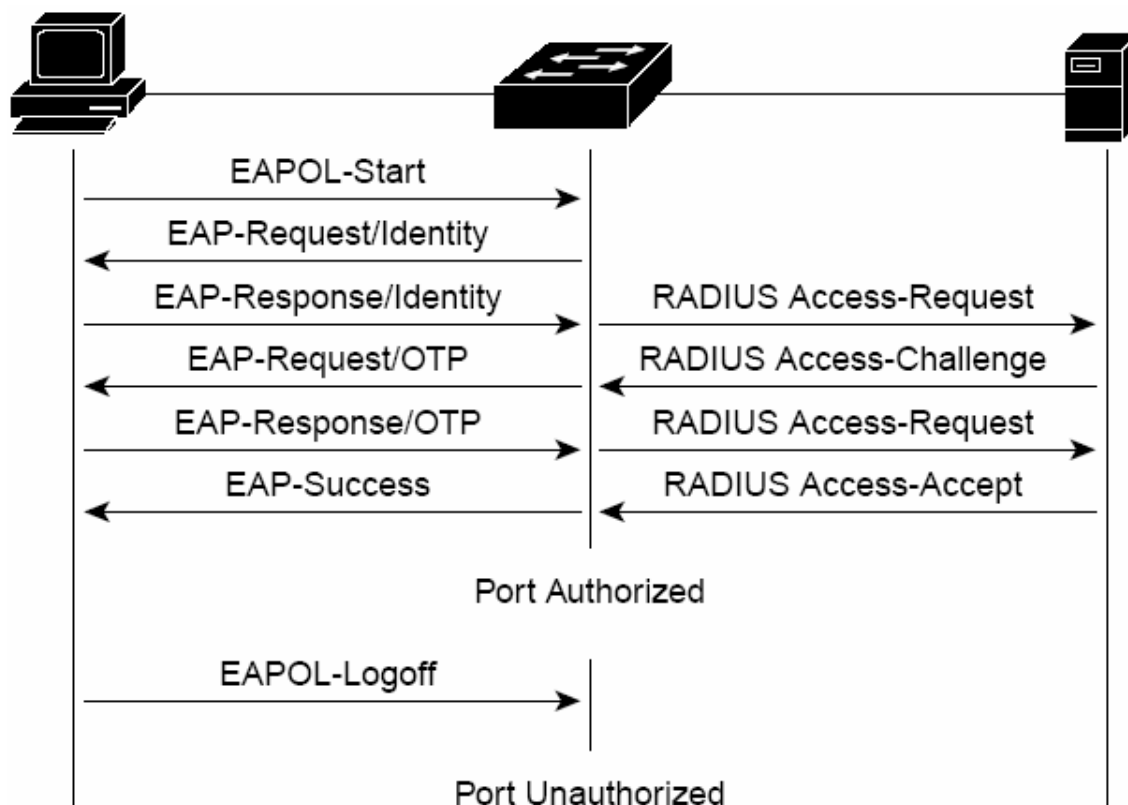 EAPOL-Start
EAP-Request/Identity
EAP-Response/Identity
RADIUS Access-Request
EAP-Request/OTP
RADIUS Access-Challenge
EAP-Response/OTP
RADIUS Access-Request
EAP-Success
RADIUS Access-Accept
Port Authorized
EAPOL-Logoff
Port Unauthorized